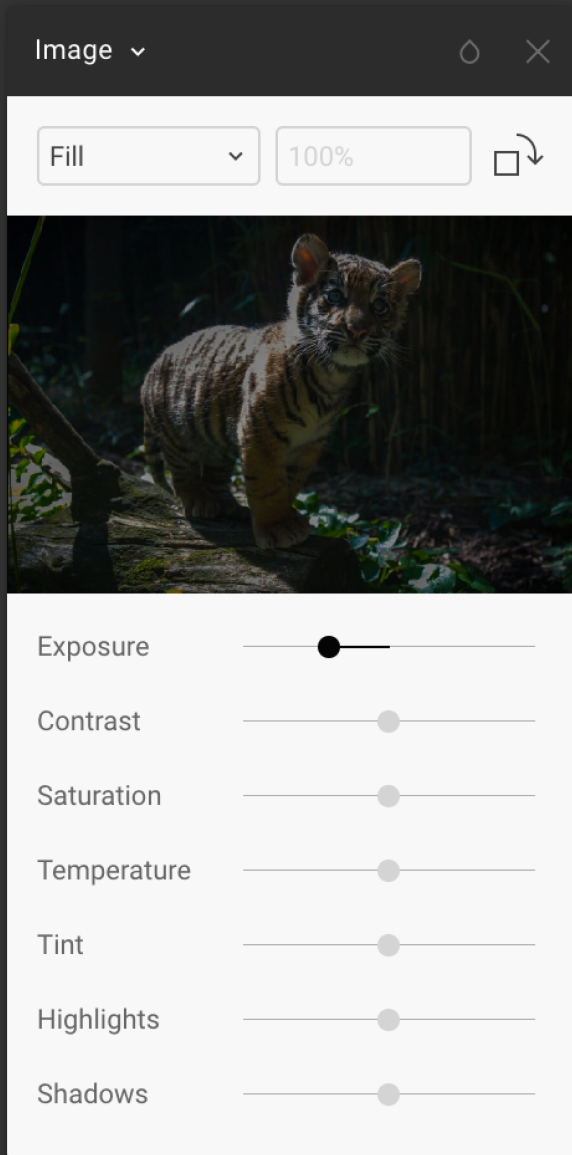 Image
Fill
100%
Exposure
Contrast
Saturation
Temperature
Tint
Highlights
Shadows